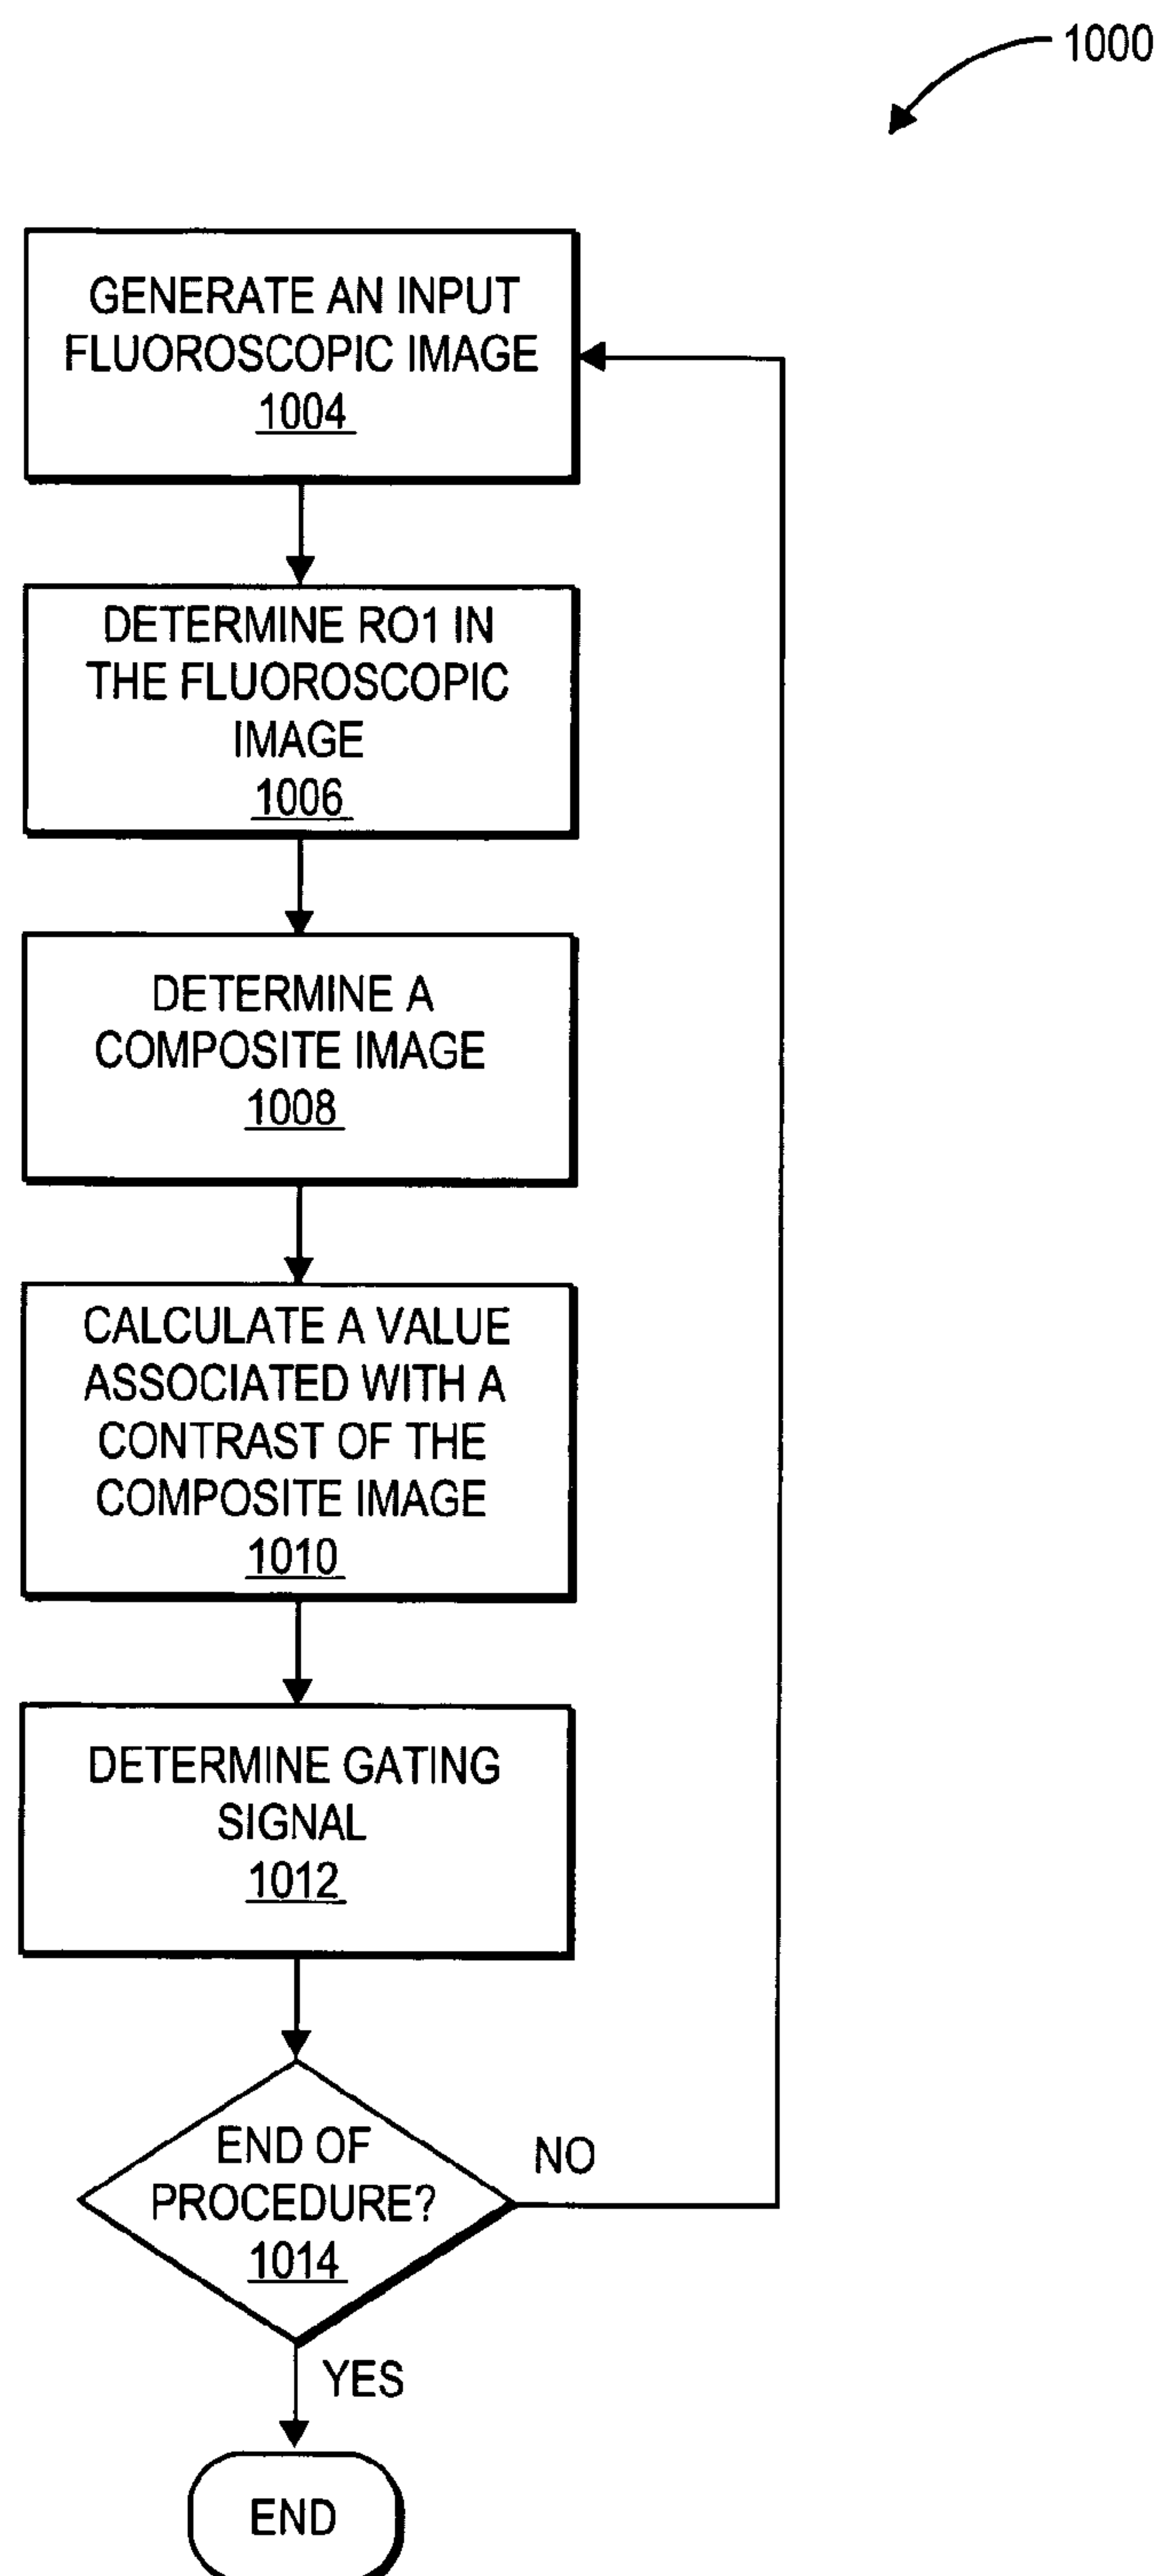 1000
GENERATE AN INPUT
FLUOROSCOPIC IMAGE
1004
DETERMINE RO1 IN
THE FLUOROSCOPIC
IMAGE
1006
DETERMINE A
COMPOSITE IMAGE
1008
CALCULATE A VALUE
ASSOCIATED WITH A
CONTRAST OF THE
COMPOSITE IMAGE
1010
DETERMINE GATING
SIGNAL
1012
END OF
PROCEDURE?
1014
NO
YES
END